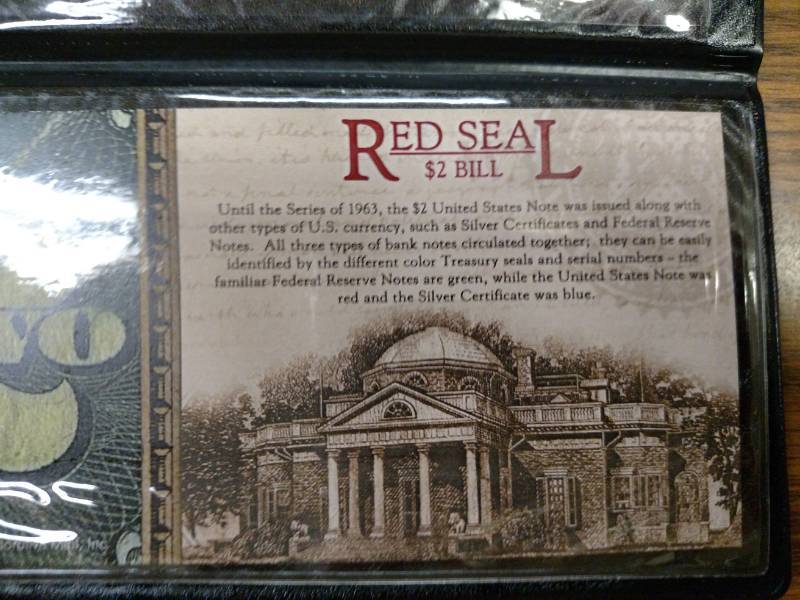 RED SEAL
$2 BILL
Until the Series of 1963, the $2 United States Note was issued along with
other types of U.S. currency, such as Silver Certificates and Federal Reserve
Notes. All three types of bank notes circulated together; they can be easily
identified by the different color Treasury seals and serial numbers – the
familiar Federal Reserve Notes are green, while the United States Note was
red and the Silver Certificate was blue.